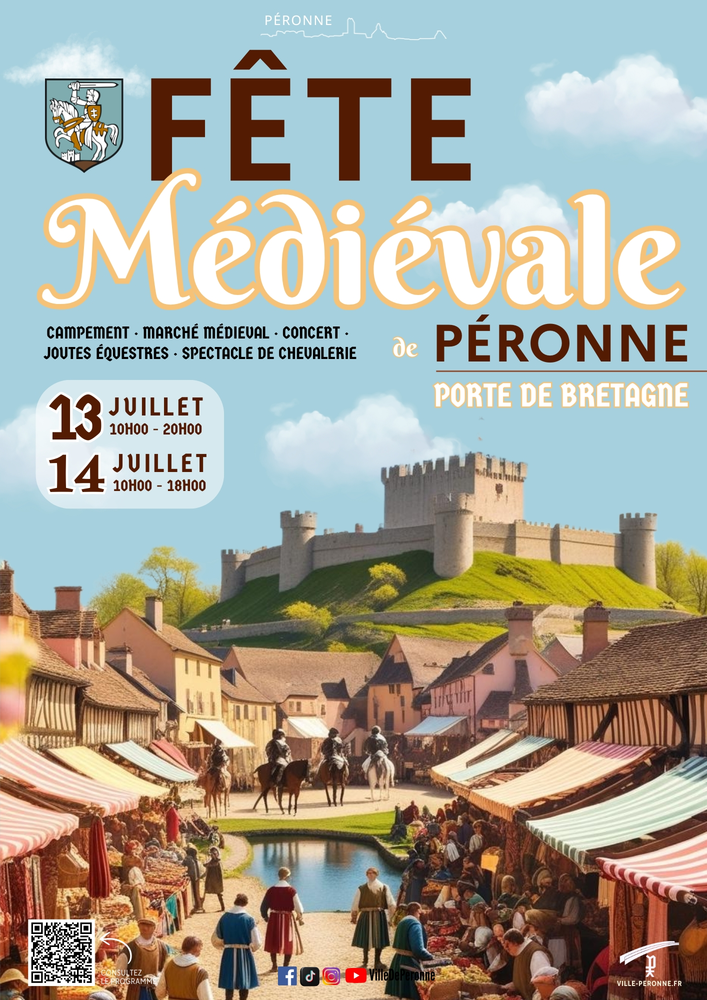 PÉRONNE
FÊTE
Médiévale
CAMPEMENT · MARCHÉ MÉDIEVAL · CONCERT ·
JOUTES ÉQUESTRES · SPECTACLE DE CHEVALERIE
de PÉRONNE
PORTE DE BRETAGNE
13 JUILLET
10H00 - 20H00
14 JUILLET
10H00 - 18H00
CONSULTEZ
LE PROGRAMME
VilleDePéronne
VILLE-PERONNE.FR